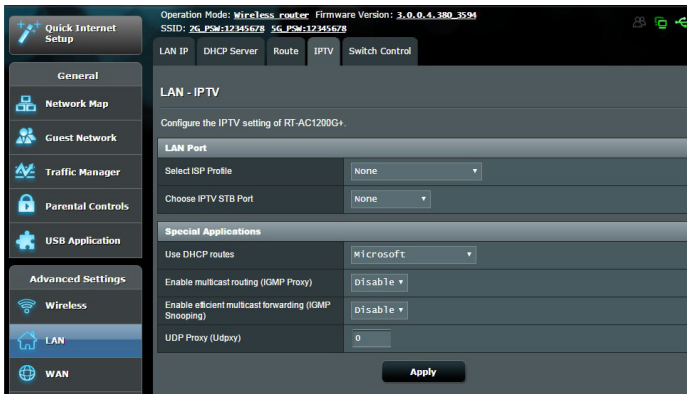 Quick Internet
Setup
Operation Mode: Wireless router Firmware Version: 3.0.0.4.380_3594
SSID: 2G_PSW:12345678 5G_PSW:12345678
LAN IP DHCP Server Route IPTV Switch Control
General
Network Map
Guest Network
Traffic Manager
Parental Controls
USB Application
Advanced Settings
Wireless
LAN
WAN
LAN - IPTV
Configure the IPTV setting of RT-AC1200G+.
LAN Port
Select ISP Profile None
Choose IPTV STB Port None
Special Applications
Use DHCP routes Microsoft
Enable multicast routing (IGMP Proxy) Disable
Enable efficient multicast forwarding (IGMP
Snooping) Disable
UDP Proxy (Udpxy) 0
Apply